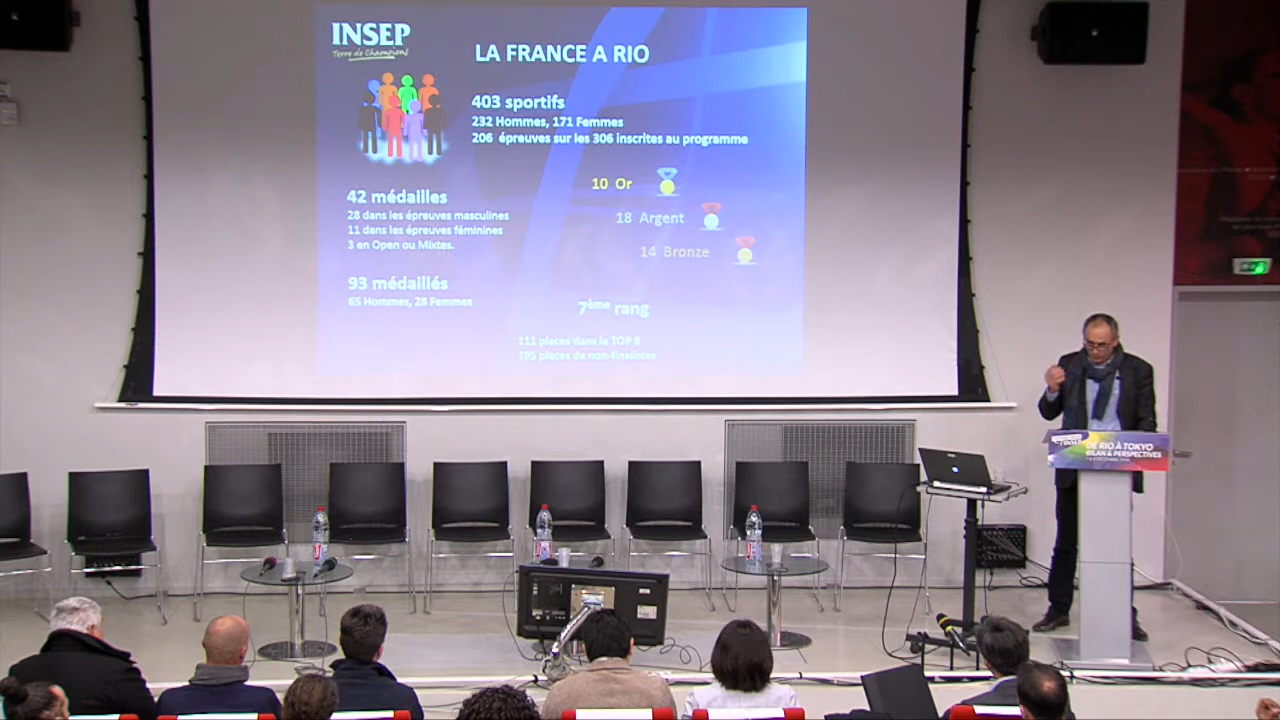 INSEP
Terre de Champions
LA FRANCE A RIO
403 sportifs
232 Hommes, 171 Femmes
206 épreuves sur les 306 inscrites au programme
42 médailles
28 dans les épreuves masculines
11 dans les épreuves féminines
3 en Open ou Mixtes.
93 médaillés
65 Hommes, 28 Femmes
10 Or
18 Argent
14 Bronze
7ème rang
111 places dans le TOP 8
195 places de non-finalistes
l'INSEP
DE RIO À TOKYO
BILAN & PERSPECTIVES